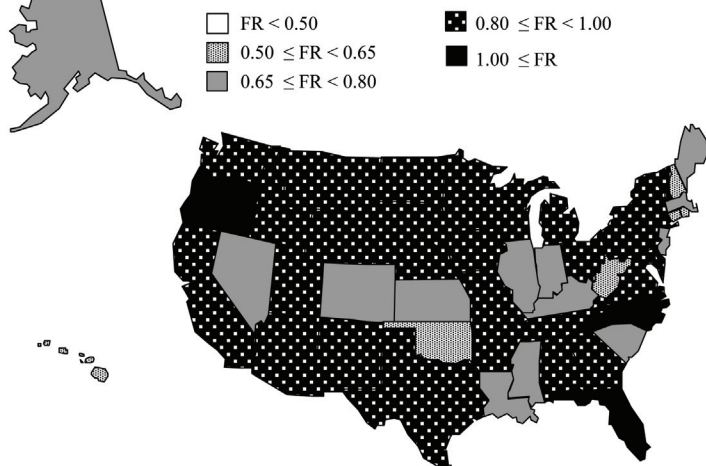 FR < 0.50
0.50 ≤ FR < 0.65
0.65 ≤ FR < 0.80
0.80 ≤ FR < 1.00
1.00 ≤ FR